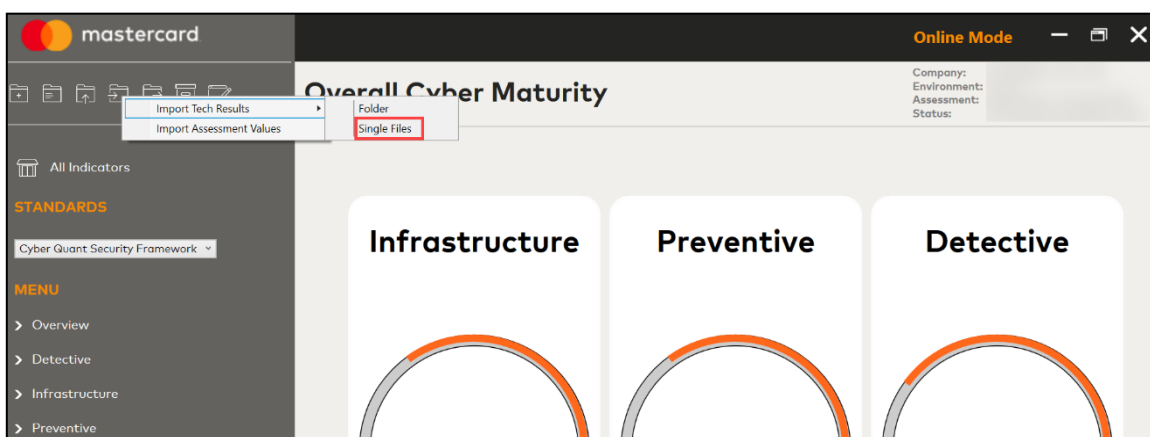 mastercard
Online Mode
Overall Cyber Maturity
Company:
Environment:
Assessment:
Status:
Import Tech Results
Import Assessment Values
Folder
Single Files
All Indicators
STANDARDS
Cyber Quant Security Framework
MENU
Overview
Detective
Infrastructure
Preventive
Infrastructure
Preventive
Detective